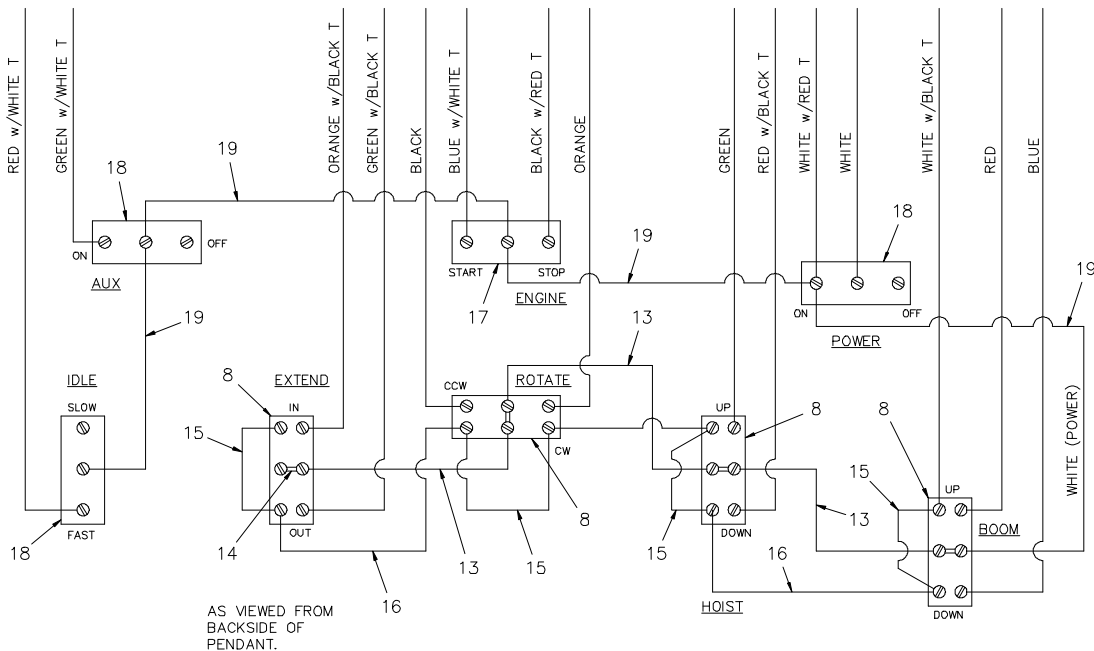 RED w/WHITE T
GREEN w/WHITE T
ORANGE w/BLACK T
GREEN w/BLACK T
BLACK
BLUE w/WHITE T
BLACK w/RED T
ORANGE
GREEN
RED w/BLACK T
WHITE w/RED T
WHITE
WHITE w/BLACK T
RED
BLUE
18
19
ON
OFF
AUX
START
STOP
17
ENGINE
19
18
ON
OFF
POWER
19
19
13
IDLE
SLOW
FAST
18
8
EXTEND
IN
15
OUT
14
16
CCW
ROTATE
CW
13
15
8
UP
8
DOWN
15
HOIST
8
UP
15
BOOM
DOWN
13
16
WHITE (POWER)
AS VIEWED FROM
BACKSIDE OF
PENDANT.